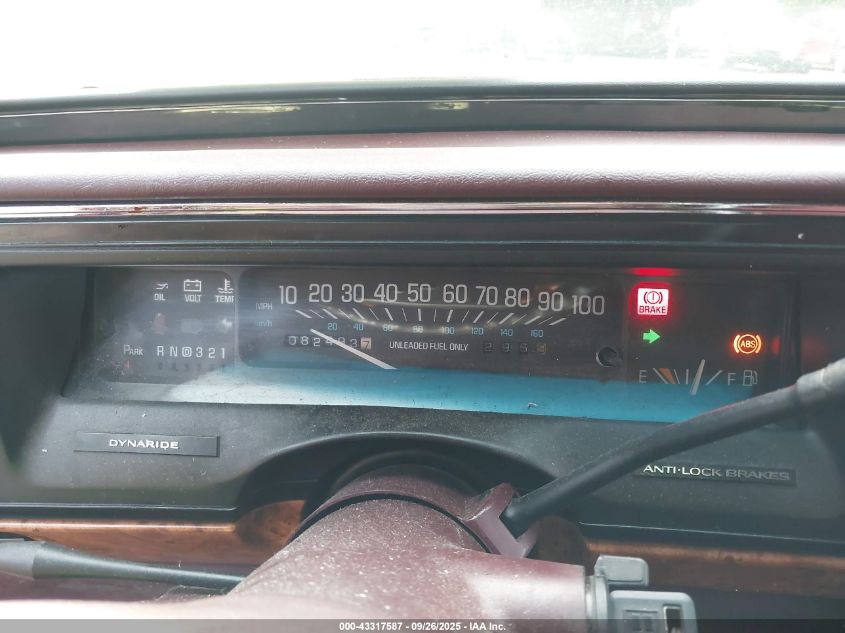 OIL VOLT TEMP
MPH 10 20 30 40 50 60 70 80 90 100
km/h 20 40 60 80 100 120 140 160
BRAKE
ABS
PARK R N D 3 2 1
UNLEADED FUEL ONLY
E F
DYNARIDE
ANTI-LOCK BRAKES
000-43317587 - 09/26/2025 - IAA Inc.